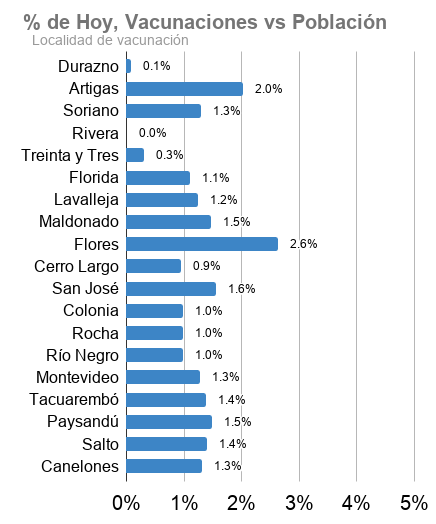 % de Hoy, Vacunaciones vs Población
Localidad de vacunación
Durazno 0.1%
Artigas 2.0%
Soriano 1.3%
Rivera 0.0%
Treinta y Tres 0.3%
Florida 1.1%
Lavalleja 1.2%
Maldonado 1.5%
Flores 2.6%
Cerro Largo 0.9%
San José 1.6%
Colonia 1.0%
Rocha 1.0%
Río Negro 1.0%
Montevideo 1.3%
Tacuarembó 1.4%
Paysandú 1.5%
Salto 1.4%
Canelones 1.3%
0% 1% 2% 3% 4% 5%